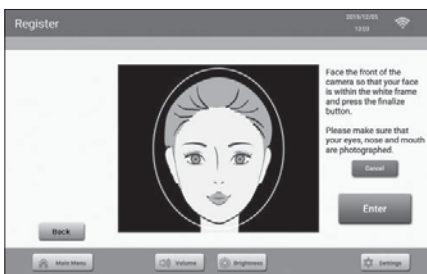 Register
2019/12/05
13:03
Face the front of the
camera so that your face
is within the white frame
and press the finalize
button.
Please make sure that
your eyes, nose and mouth
are photographed.
Cancel
Enter
Back
Main Menu
Volume
Brightness
Settings